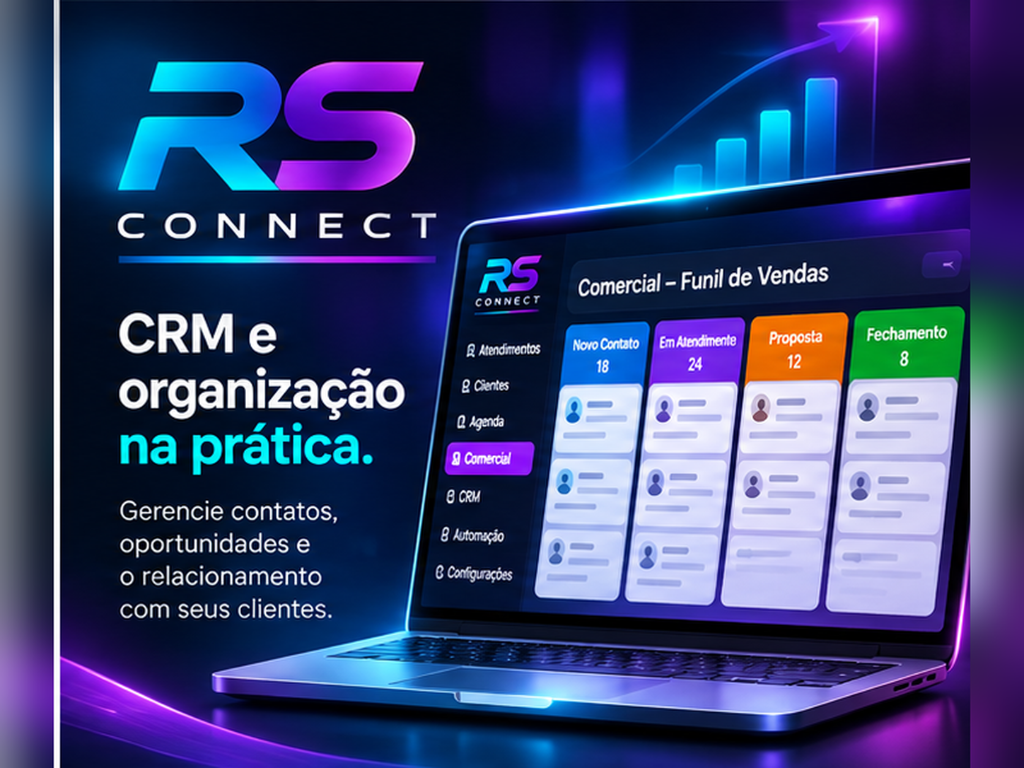 RS
CONNECT
CRM e
organização
na prática.
Gerencie contatos,
oportunidades e
o relacionamento
com seus clientes.
RS
CONNECT
Atendimentos
Clientes
Agenda
Comercial
CRM
Automação
Configurações
Comercial – Funil de Vendas
Novo Contato
18
Em Atendimento
24
Proposta
12
Fechamento
8